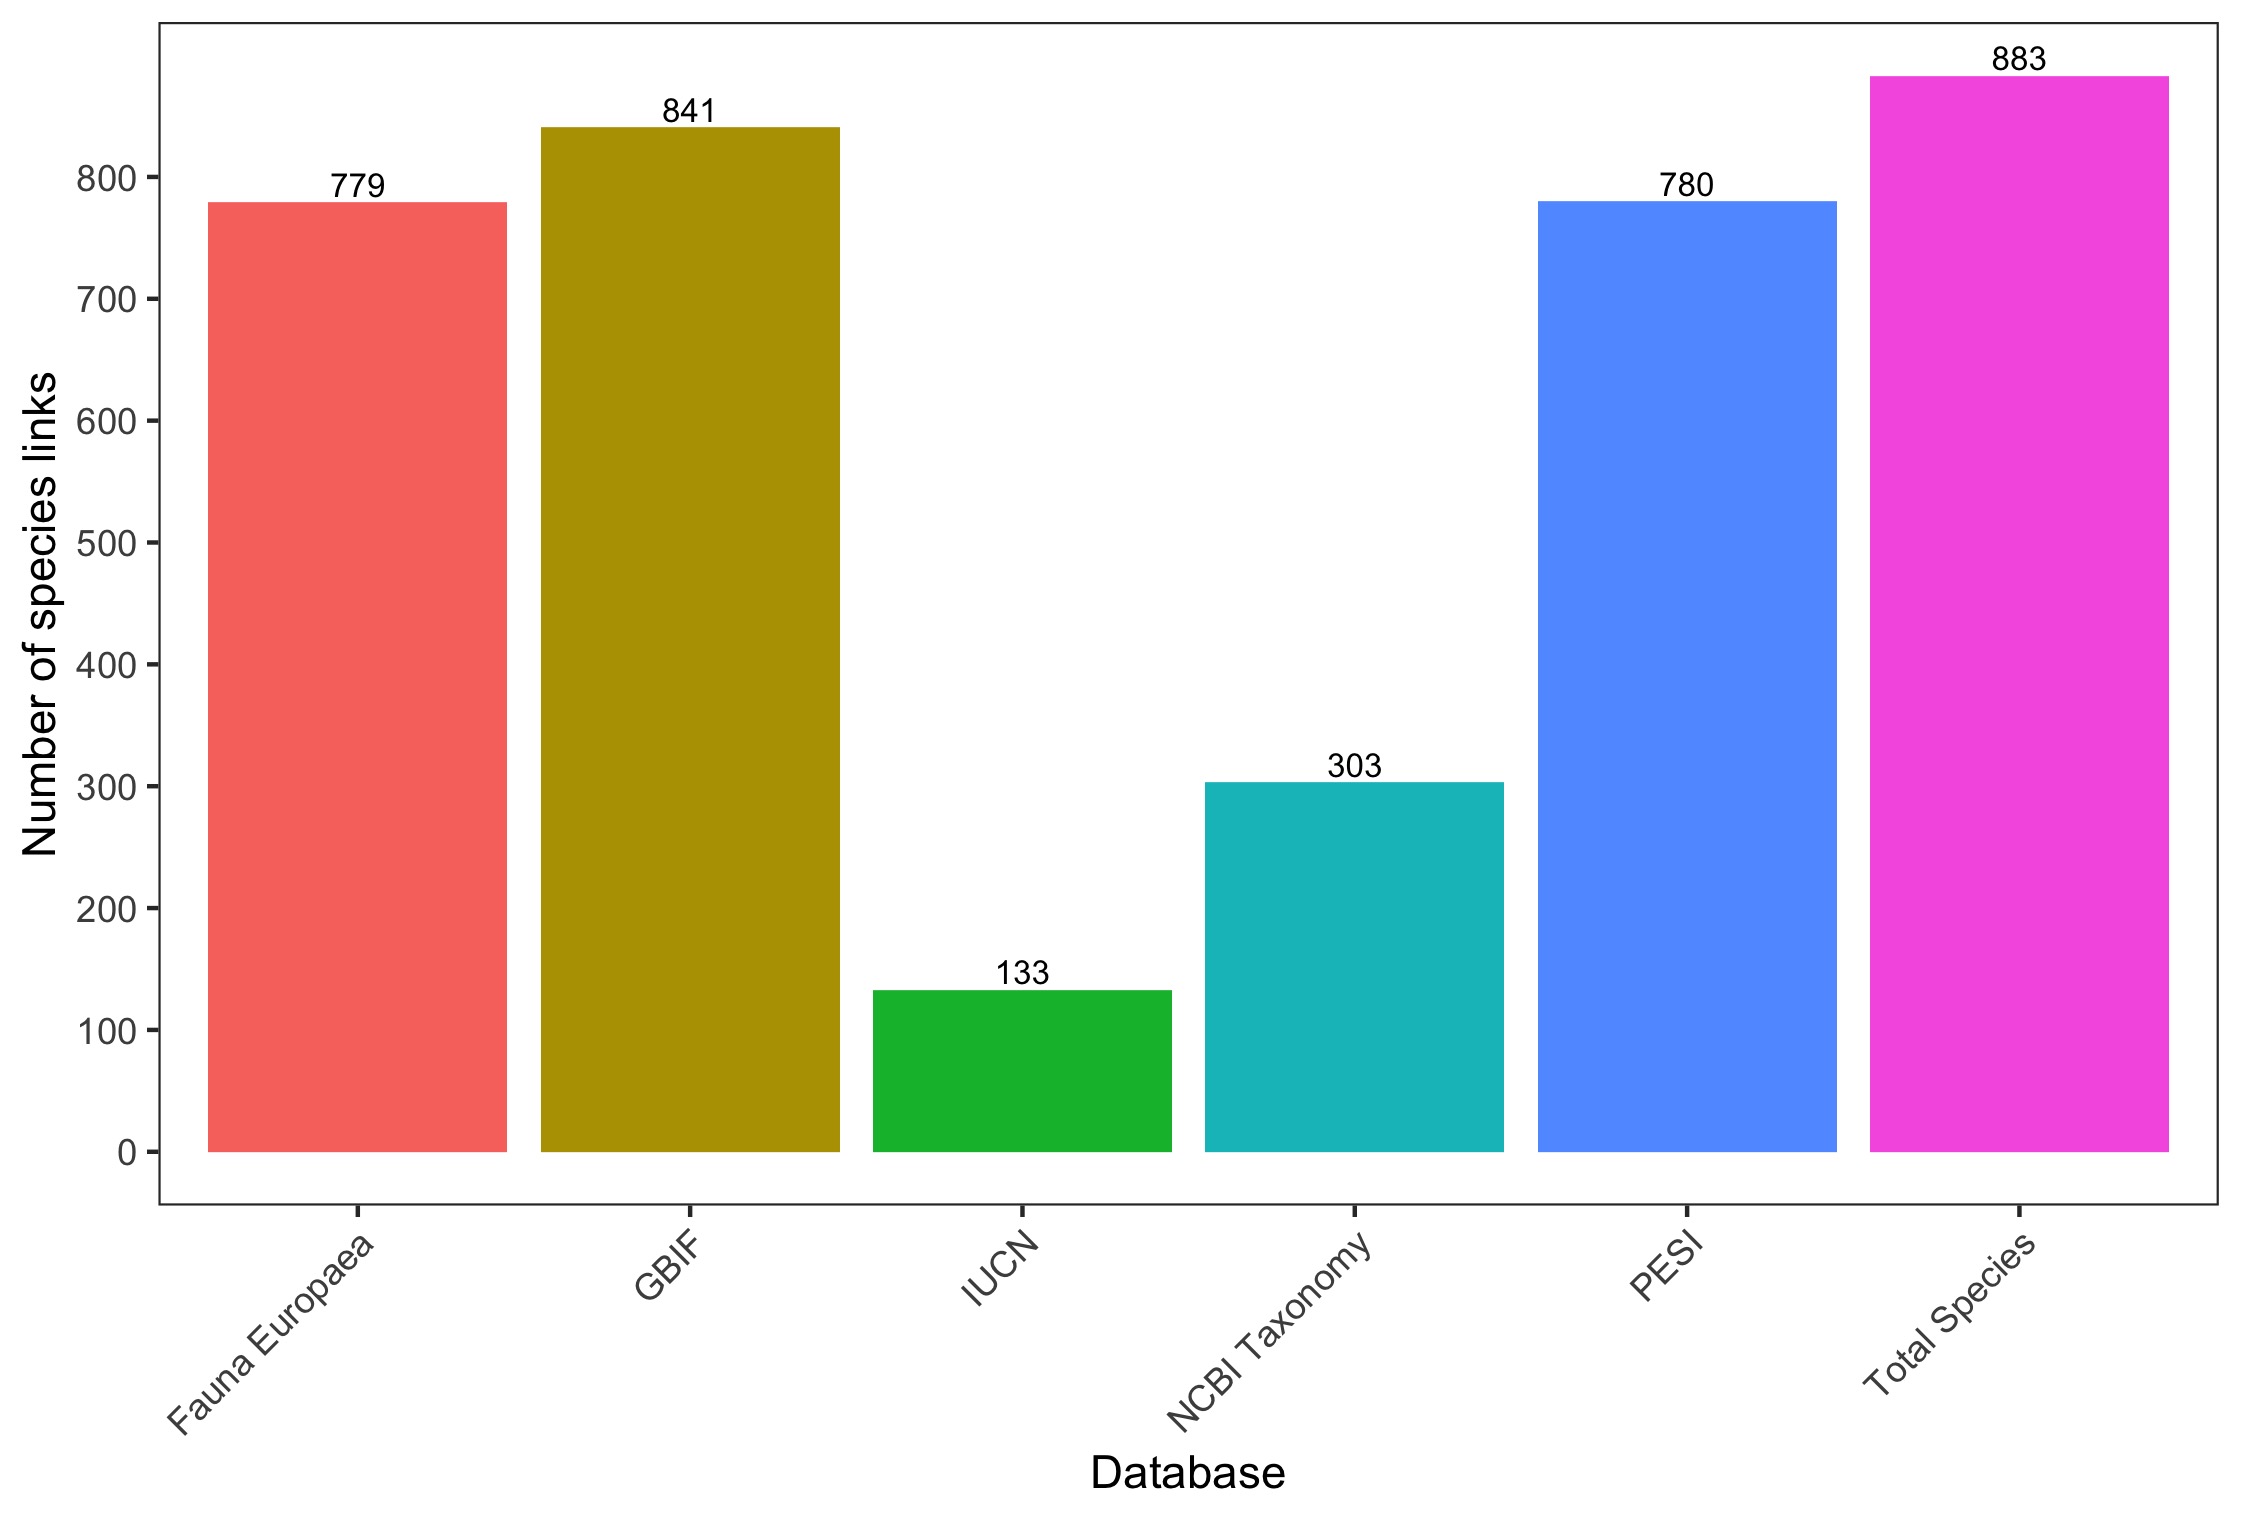 883
841
779
780
303
133
800
700
600
500
400
300
200
100
0
Number of species links
Fauna Europaea
GBIF
IUCN
NCBI Taxonomy
PESI
Total Species
Database